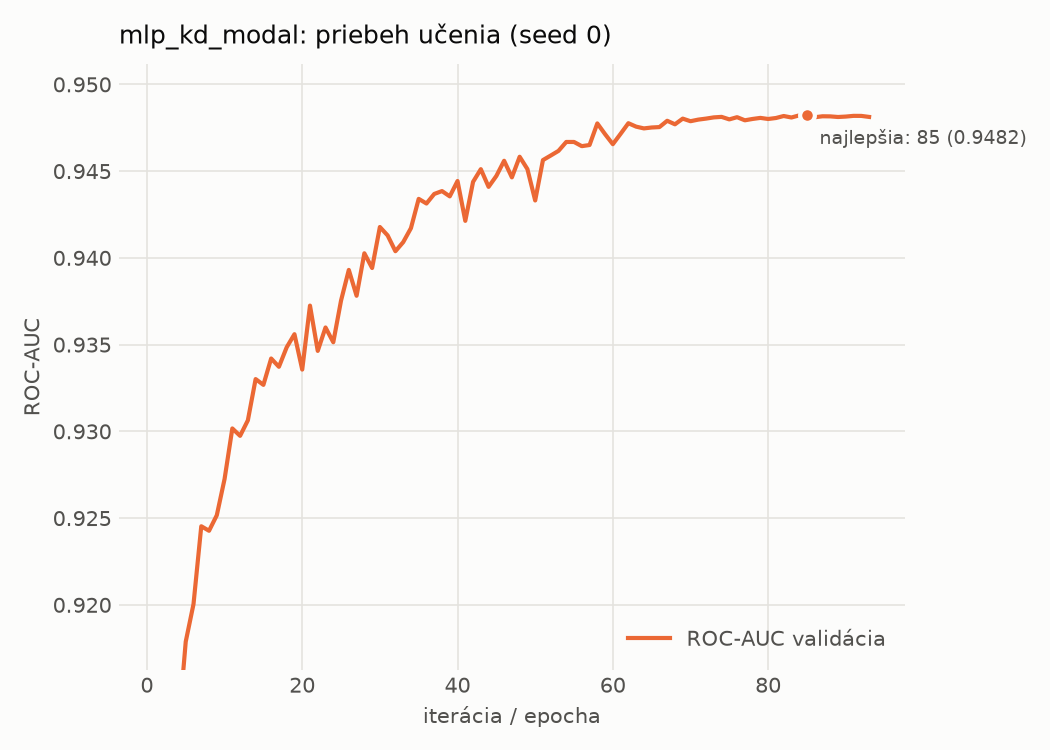 mlp_kd_modal: priebeh učenia (seed 0)
0.950
najlepšia: 85 (0.9482)
0.945
0.940
0.935
ROC-AUC
0.930
0.925
0.920
ROC-AUC validácia
0 20 40 60 80
iterácia / epocha